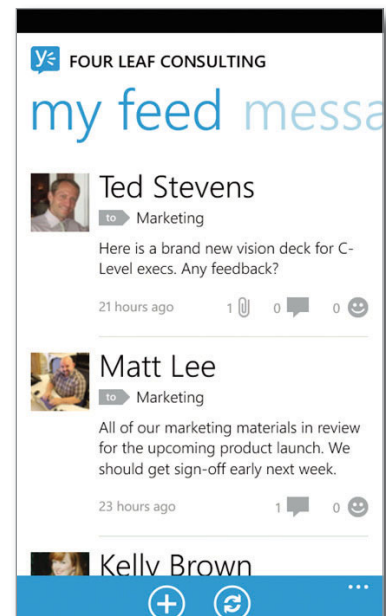 FOUR LEAF CONSULTING
my feed messa
Ted Stevens
to Marketing
Here is a brand new vision deck for C-
Level execs. Any feedback?
21 hours ago 1 0 0
Matt Lee
to Marketing
All of our marketing materials in review
for the upcoming product launch. We
should get sign-off early next week.
23 hours ago 1 0
Kelly Brown